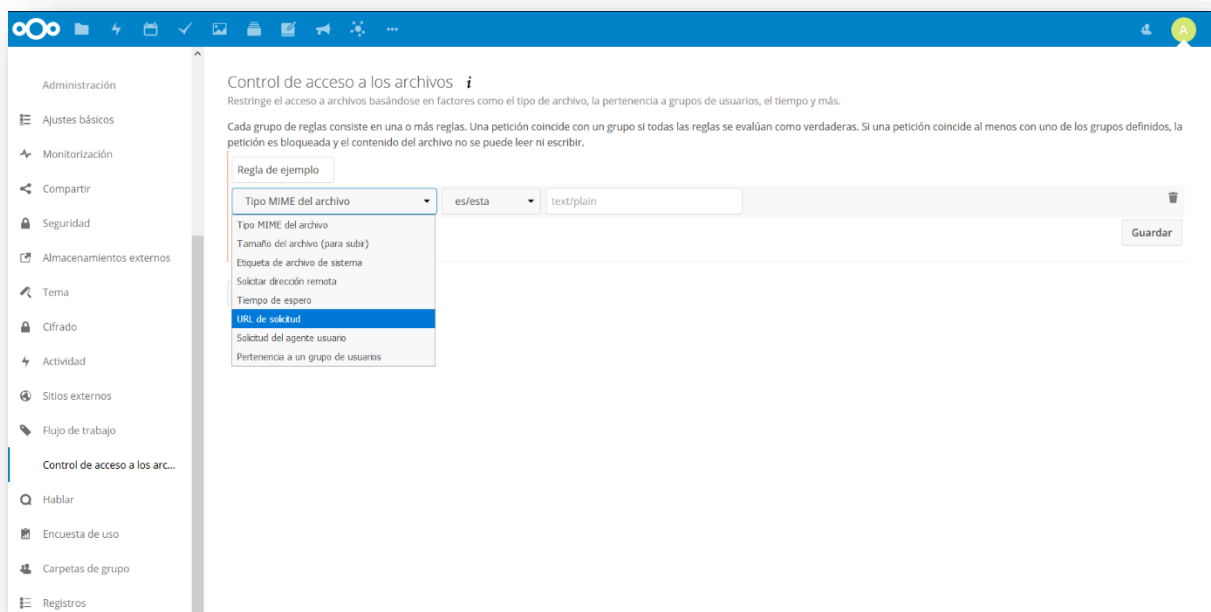 A
Administración
Ajustes básicos
Monitorización
Compartir
Seguridad
Almacenamientos externos
Tema
Cifrado
Actividad
Sitios externos
Flujo de trabajo
Control de acceso a los arc...
Hablar
Encuesta de uso
Carpetas de grupo
Registros
Control de acceso a los archivos i
Restringe el acceso a archivos basándose en factores como el tipo de archivo, la pertenencia a grupos de usuarios, el tiempo y más.
Cada grupo de reglas consiste en una o más reglas. Una petición coincide con un grupo si todas las reglas se evalúan como verdaderas. Si una petición coincide al menos con uno de los grupos definidos, la
petición es bloqueada y el contenido del archivo no se puede leer ni escribir.
Regla de ejemplo
Tipo MIME del archivo es/esta text/plain
Tipo MIME del archivo
Tamaño del archivo (para subir)
Etiqueta de archivo de sistema
Solicitar dirección remota
Tiempo de espero
URL de solicitud
Solicitud del agente usuario
Pertenencia a un grupo de usuarios
Guardar